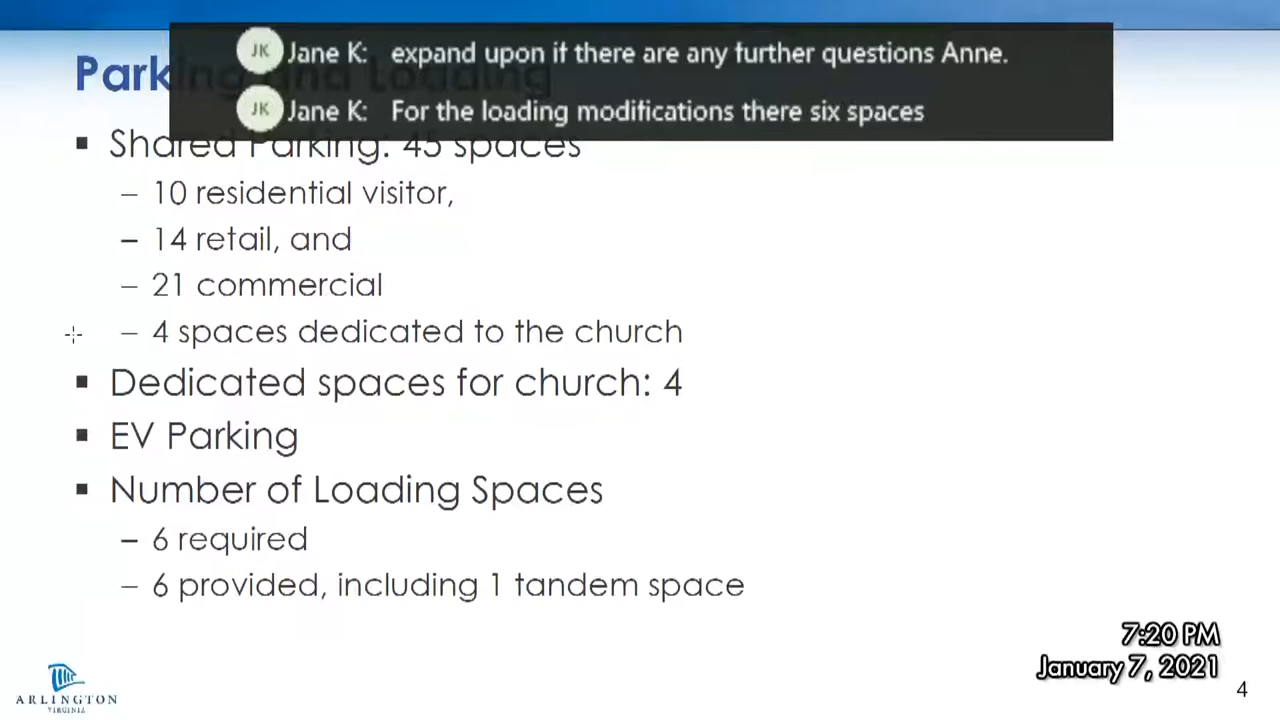 JK Jane K: expand upon if there are any further questions Anne.
JK Jane K: For the loading modifications there six spaces
Parking and Loading
▪ Shared Parking: 45 spaces
– 10 residential visitor,
– 14 retail, and
– 21 commercial
– 4 spaces dedicated to the church
▪ Dedicated spaces for church: 4
▪ EV Parking
▪ Number of Loading Spaces
– 6 required
– 6 provided, including 1 tandem space
7:20 PM
January 7, 2021
4
ARLINGTON
VIRGINIA